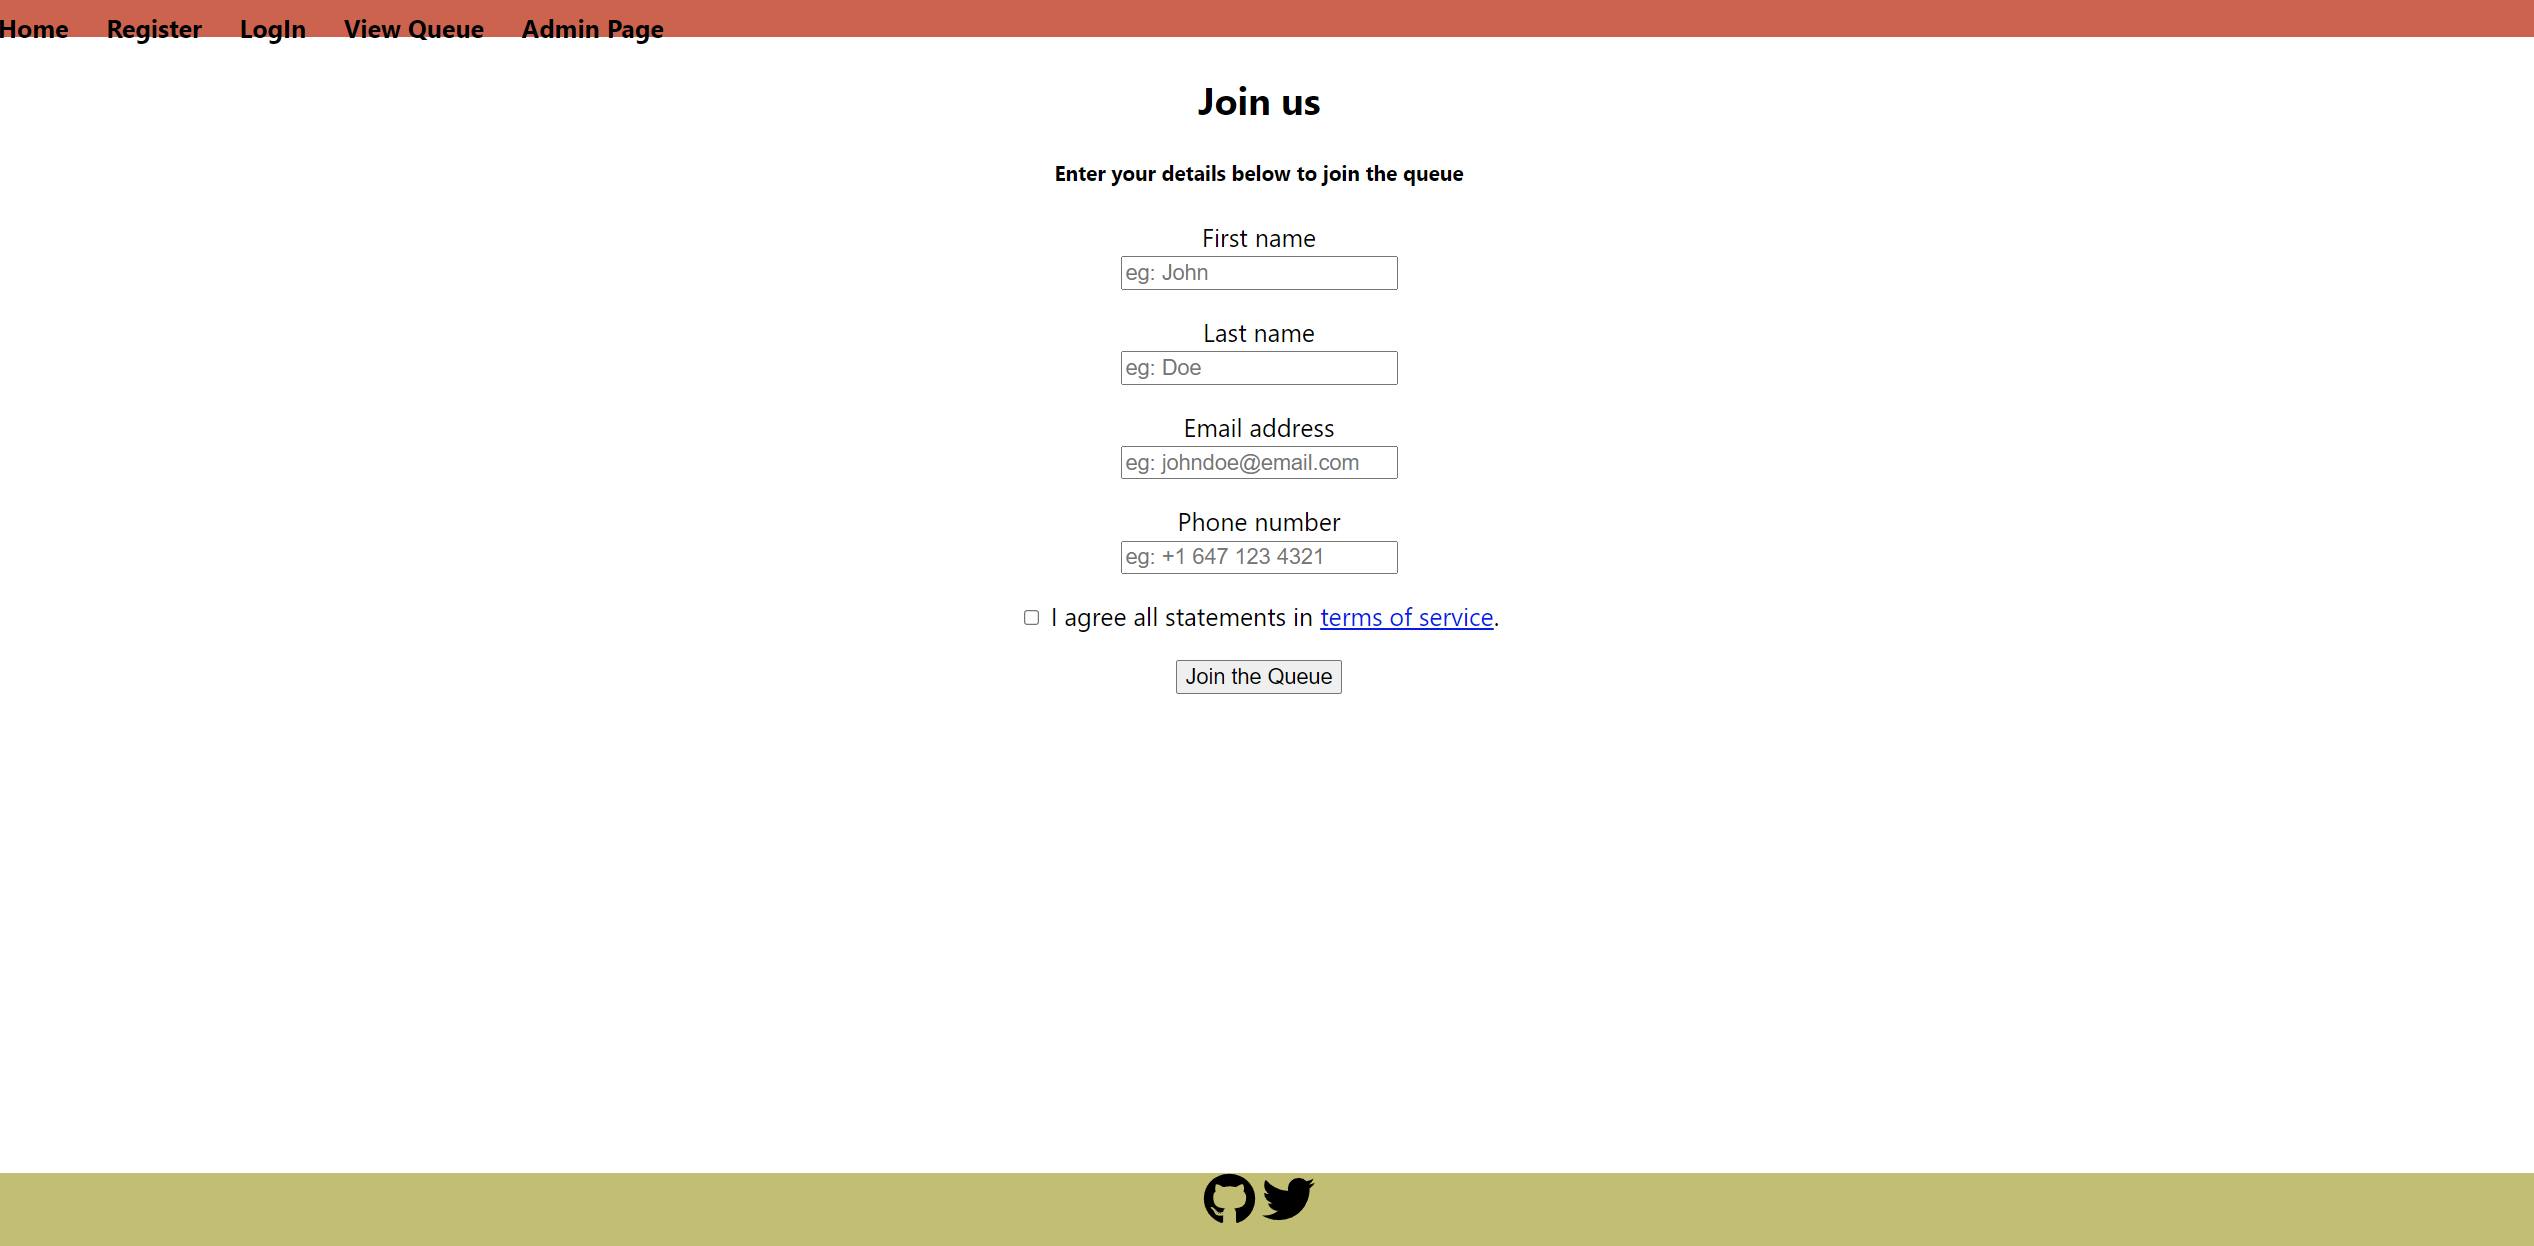 Home Register LogIn View Queue Admin Page
Join us
Enter your details below to join the queue
First name
eg: John
Last name
eg: Doe
Email address
eg: johndoe@email.com
Phone number
eg: +1 647 123 4321
I agree all statements in terms of service.
Join the Queue